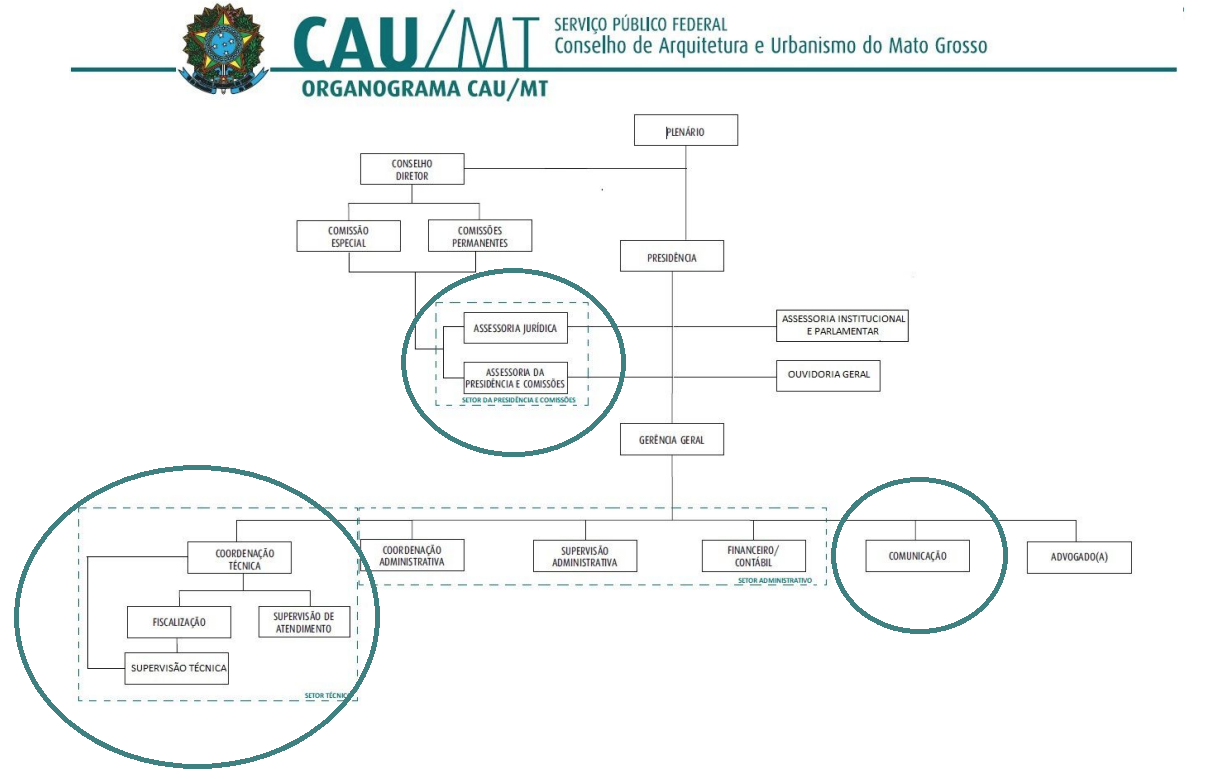 CAU/MT
SERVIÇO PÚBLICO FEDERAL
Conselho de Arquitetura e Urbanismo do Mato Grosso
ORGANOGRAMA CAU/MT
PLENÁRIO
CONSELHO
DIRETOR
COMISSÃO
ESPECIAL
COMISSÕES
PERMANENTES
PRESIDÊNCIA
ASSESSORIA JURÍDICA
ASSESSORIA INSTITUCIONAL
E PARLAMENTAR
ASSESSORIA DA
PRESIDÊNCIA E COMISSÕES
OUVIDORIA GERAL
SETOR DA PRESIDÊNCIA E COMISSÕES
GERÊNCIA GERAL
COORDENAÇÃO
TÉCNICA
COORDENAÇÃO
ADMINISTRATIVA
SUPERVISÃO
ADMINISTRATIVA
FINANCEIRO/
CONTÁBIL
COMUNICAÇÃO
ADVOGADO(A)
SETOR ADMINISTRATIVO
FISCALIZAÇÃO
SUPERVISÃO DE
ATENDIMENTO
SUPERVISÃO TÉCNICA
SETOR TÉCNICO